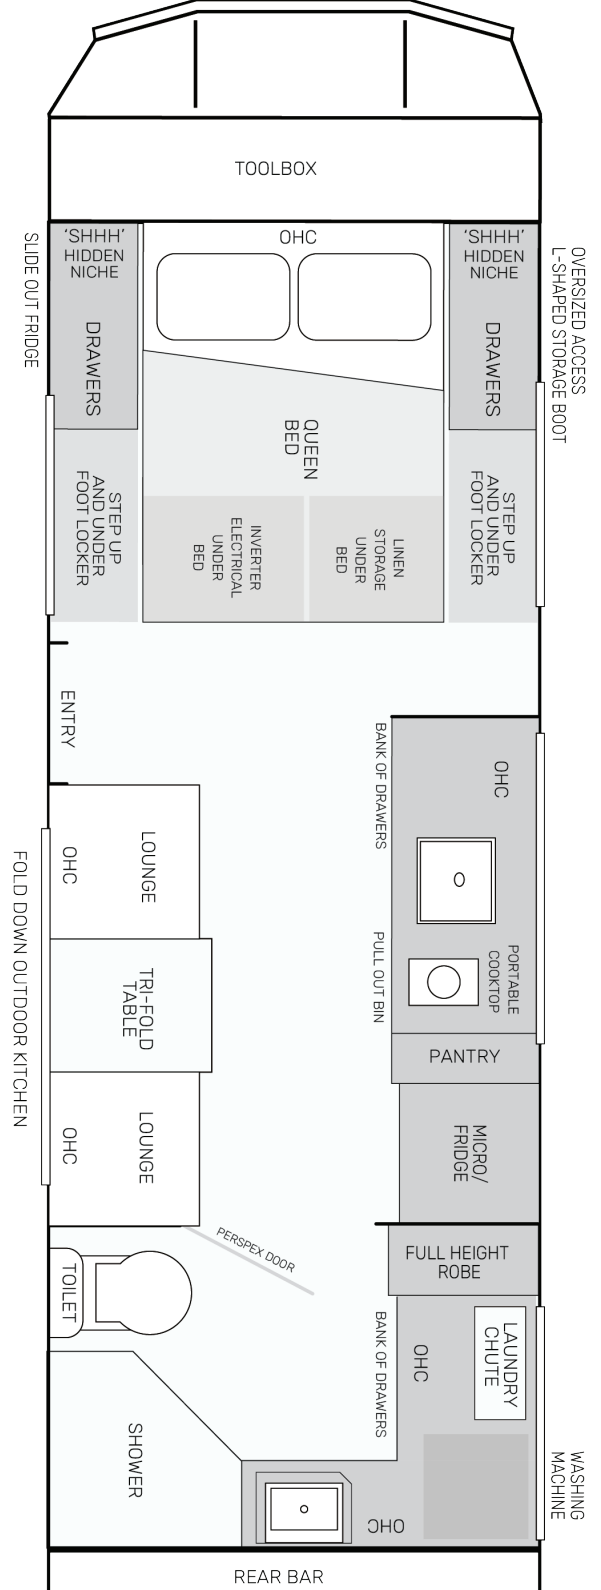 TOOLBOX
SLIDE OUT FRIDGE
'SHHH'
HIDDEN
NICHE
DRAWERS
OHC
'SHHH'
HIDDEN
NICHE
DRAWERS
OVERSIZED ACCESS
L-SHAPED STORAGE BOOT
QUEEN
BED
STEP UP
AND UNDER
FOOT LOCKER
INVERTER
ELECTRICAL
UNDER
BED
LINEN
STORAGE
UNDER
BED
STEP UP
AND UNDER
FOOT LOCKER
ENTRY
BANK OF DRAWERS
OHC
LOUNGE
OHC
FOLD DOWN OUTDOOR KITCHEN
PULL OUT BIN
PORTABLE
COOKTOP
TRI-FOLD
TABLE
PANTRY
LOUNGE
OHC
MICRO/
FRIDGE
PERSPEX DOOR
FULL HEIGHT
ROBE
TOILET
BANK OF DRAWERS
OHC
LAUNDRY
CHUTE
SHOWER
WASHING
MACHINE
OHC
REAR BAR